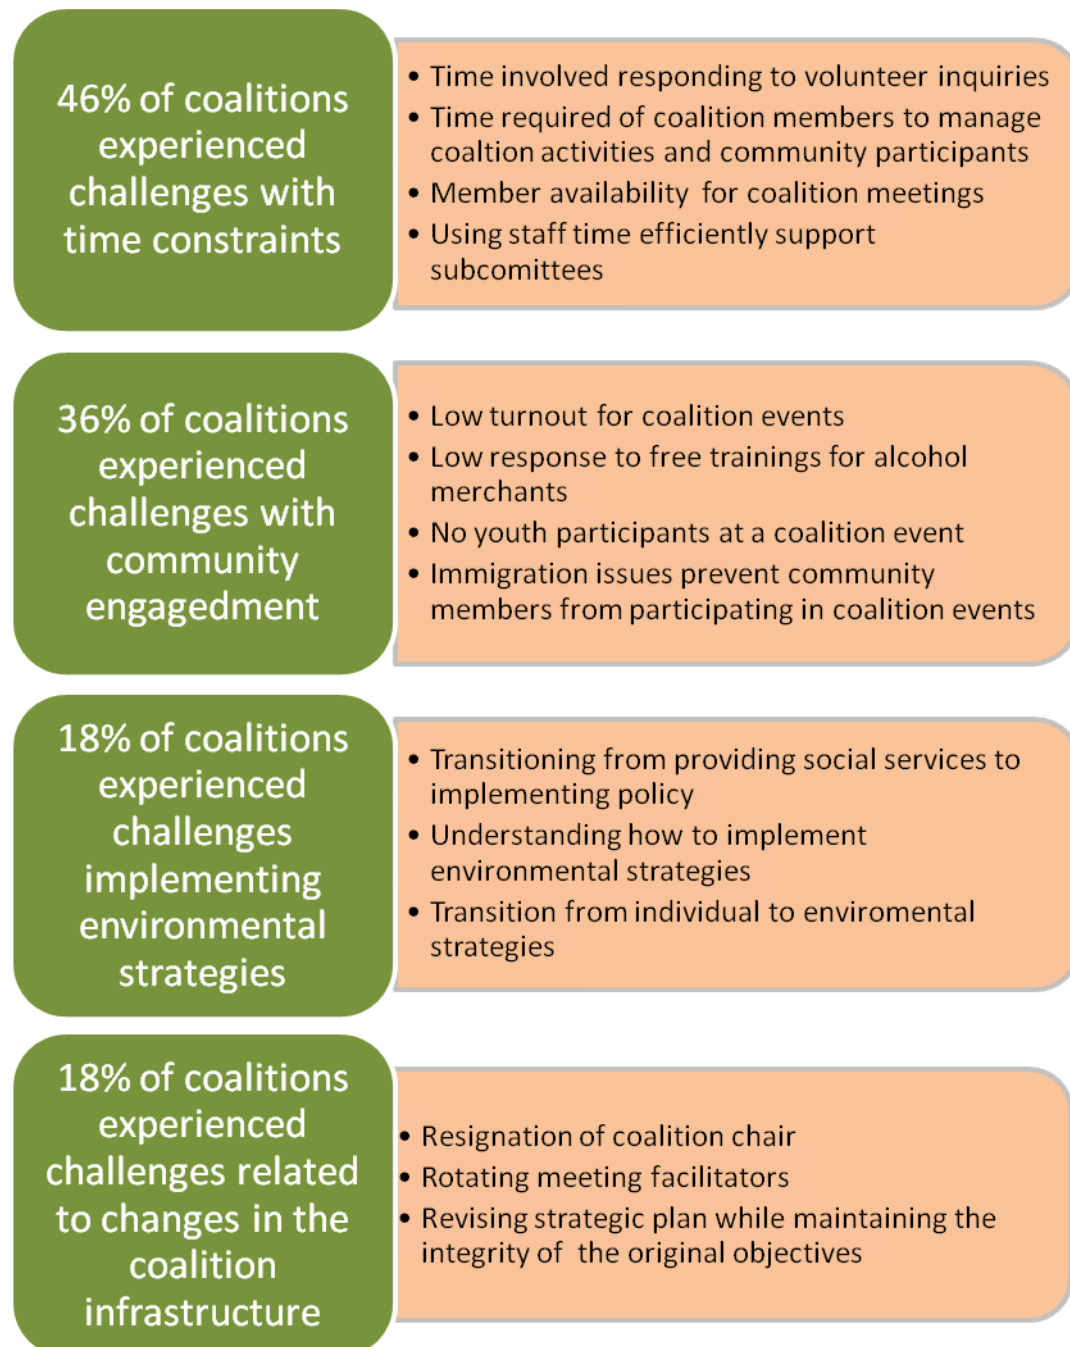 46% of coalitions
experienced
challenges with
time constraints
• Time involved responding to volunteer inquiries
• Time required of coalition members to manage
coaltion activities and community participants
• Member availability for coalition meetings
• Using staff time efficiently support
subcomittees
36% of coalitions
experienced
challenges with
community
engagedment
• Low turnout for coalition events
• Low response to free trainings for alcohol
merchants
• No youth participants at a coalition event
• Immigration issues prevent community
members from participating in coalition events
18% of coalitions
experienced
challenges
implementing
environmental
strategies
• Transitioning from providing social services to
implementing policy
• Understanding how to implement
environmental strategies
• Transition from individual to enviromental
strategies
18% of coalitions
experienced
challenges related
to changes in the
coalition
infrastructure
• Resignation of coalition chair
• Rotating meeting facilitators
• Revising strategic plan while maintaining the
integrity of the original objectives